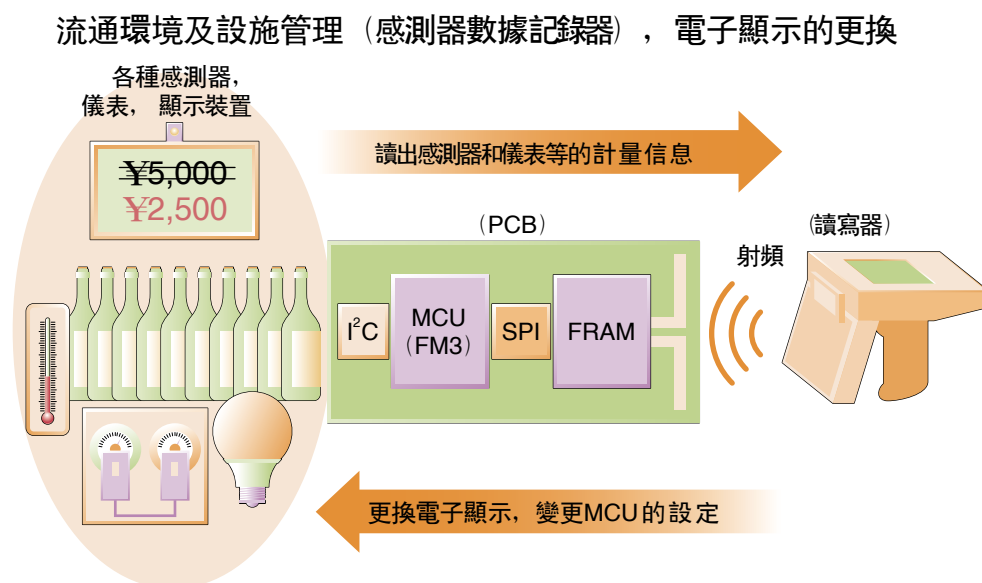 流通環境及設施管理（感測器數據記錄器），電子顯示的更換
各種感測器，
儀表， 顯示裝置
¥5,000
¥2,500
讀出感測器和儀表等的計量信息
（PCB）
（讀寫器）
射頻
I²C
MCU
（FM3）
SPI
FRAM
更換電子顯示，變更MCU的設定